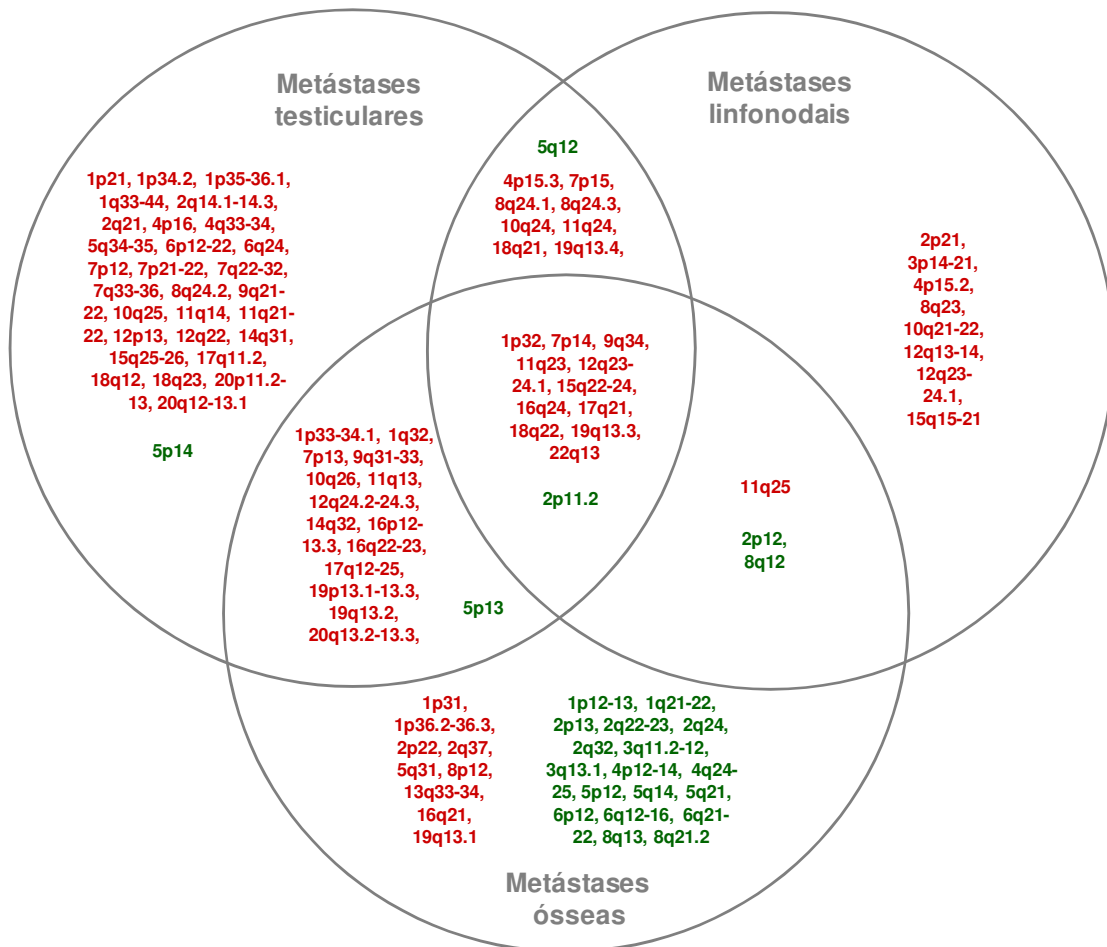 Metástases
testiculares
Metástases
linfonodais
5q12
4p15.3, 7p15,
8q24.1, 8q24.3,
10q24, 11q24,
18q21, 19q13.4,
1p21, 1p34.2, 1p35-36.1,
1q33-44, 2q14.1-14.3,
2q21, 4p16, 4q33-34,
5q34-35, 6p12-22, 6q24,
7p12, 7p21-22, 7q22-32,
7q33-36, 8q24.2, 9q21-
22, 10q25, 11q14, 11q21-
22, 12p13, 12q22, 14q31,
15q25-26, 17q11.2,
18q12, 18q23, 20p11.2-
13, 20q12-13.1
5p14
2p21,
3p14-21,
4p15.2,
8q23,
10q21-22,
12q13-14,
12q23-
24.1,
15q15-21
1p32, 7p14, 9q34,
11q23, 12q23-
24.1, 15q22-24,
16q24, 17q21,
18q22, 19q13.3,
22q13
2p11.2
1p33-34.1, 1q32,
7p13, 9q31-33,
10q26, 11q13,
12q24.2-24.3,
14q32, 16p12-
13.3, 16q22-23,
17q12-25,
19p13.1-13.3,
19q13.2,
20q13.2-13.3,
5p13
11q25
2p12,
8q12
1p31,
1p36.2-36.3,
2p22, 2q37,
5q31, 8p12,
13q33-34,
16q21,
19q13.1
1p12-13, 1q21-22,
2p13, 2q22-23, 2q24,
2q32, 3q11.2-12,
3q13.1, 4p12-14, 4q24-
25, 5p12, 5q14, 5q21,
6p12, 6q12-16, 6q21-
22, 8q13, 8q21.2
Metástases
ósseas